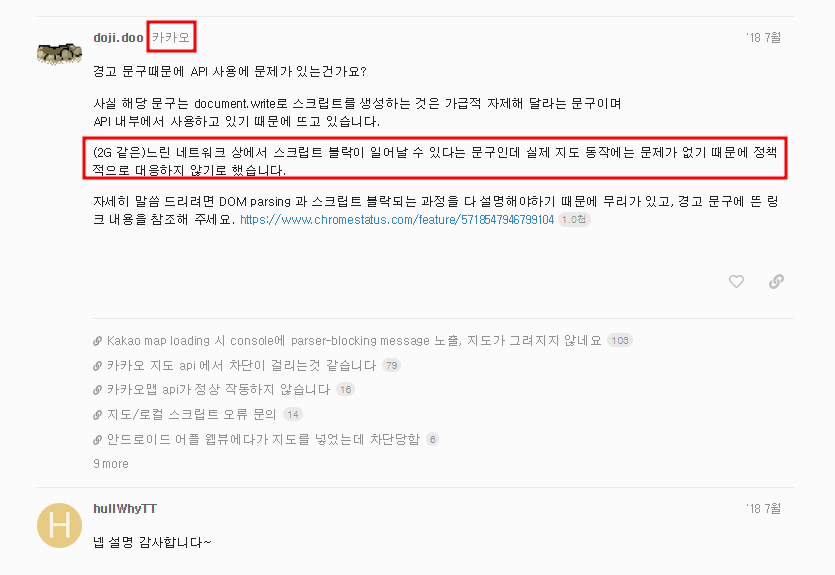 doji.doo 카카오 '18 7월
경고 문구때문에 API 사용에 문제가 있는건가요?
사실 해당 문구는 document.write로 스크립트를 생성하는 것은 가급적 자제해 달라는 문구이며
API 내부에서 사용하고 있기 때문에 뜨고 있습니다.
(2G 같은)느린 네트워크 상에서 스크립트 블락이 일어날 수 있다는 문구인데 실제 지도 동작에는 문제가 없기 때문에 정책
적으로 대응하지 않기로 했습니다.
자세히 말씀 드리려면 DOM parsing 과 스크립트 블락되는 과정을 다 설명해야하기 때문에 무리가 있고, 경고 문구에 뜬 링
크 내용을 참조해 주세요. https://www.chromestatus.com/feature/5718547946799104 1.0천
Kakao map loading 시 console에 parser-blocking message 노출, 지도가 그려지지 않네요 103
카카오 지도 api 에서 차단이 걸리는것 같습니다 79
카카오맵 api가 정상 작동하지 않습니다 16
지도/로컬 스크립트 오류 문의 14
안드로이드 어플 웹뷰에다가 지도를 넣었는데 차단당함 6
9 more
H
hullWhyTT '18 7월
넵 설명 감사합니다~